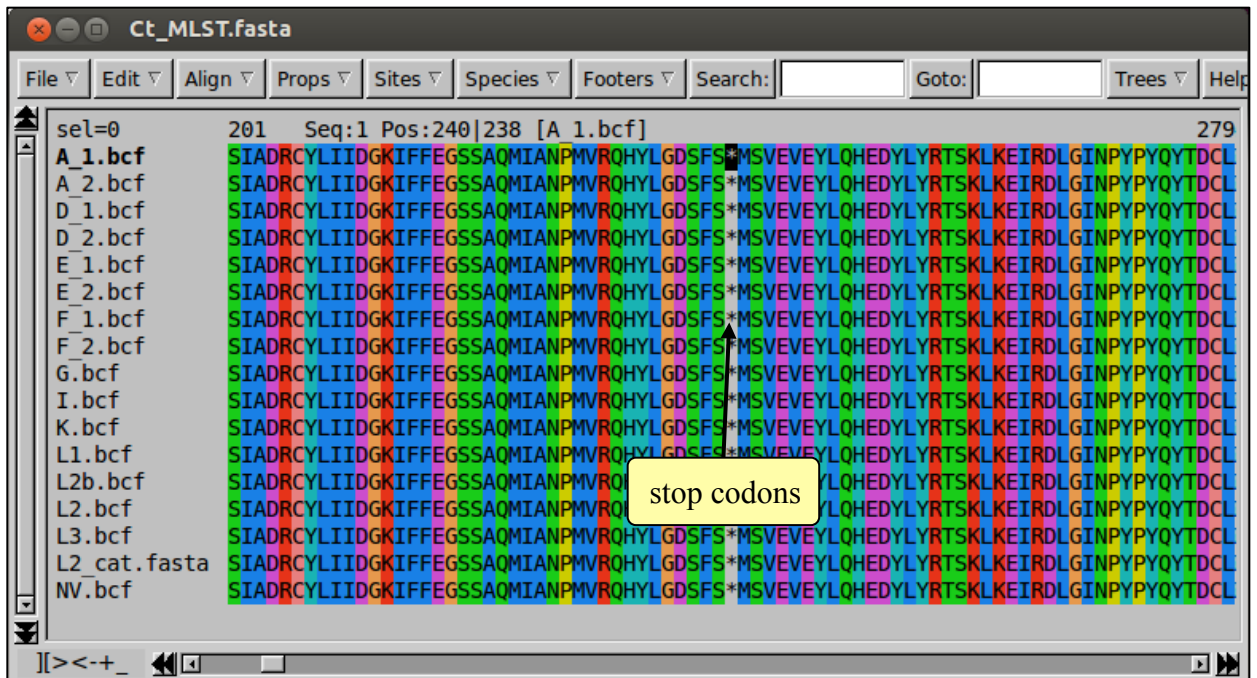 Ct_MLST.fasta
File Edit Align Props Sites Species Footers Search: Goto: Trees Help
sel=0 201 Seq:1 Pos:240|238 [A_1.bcf] 279
A_1.bcf SIADRCYLIIDGKIFFEGSSAQMIANPMVRQHYLGDSFS*MSVEVEYLQHEDYLYRTSKLKEIRDLGINPYPYQYTDCL
A_2.bcf SIADRCYLIIDGKIFFEGSSAQMIANPMVRQHYLGDSFS*MSVEVEYLQHEDYLYRTSKLKEIRDLGINPYPYQYTDCL
D_1.bcf SIADRCYLIIDGKIFFEGSSAQMIANPMVRQHYLGDSFS*MSVEVEYLQHEDYLYRTSKLKEIRDLGINPYPYQYTDCL
D_2.bcf SIADRCYLIIDGKIFFEGSSAQMIANPMVRQHYLGDSFS*MSVEVEYLQHEDYLYRTSKLKEIRDLGINPYPYQYTDCL
E_1.bcf SIADRCYLIIDGKIFFEGSSAQMIANPMVRQHYLGDSFS*MSVEVEYLQHEDYLYRTSKLKEIRDLGINPYPYQYTDCL
E_2.bcf SIADRCYLIIDGKIFFEGSSAQMIANPMVRQHYLGDSFS*MSVEVEYLQHEDYLYRTSKLKEIRDLGINPYPYQYTDCL
F_1.bcf SIADRCYLIIDGKIFFEGSSAQMIANPMVRQHYLGDSFS*MSVEVEYLQHEDYLYRTSKLKEIRDLGINPYPYQYTDCL
F_2.bcf SIADRCYLIIDGKIFFEGSSAQMIANPMVRQHYLGDSFS*MSVEVEYLQHEDYLYRTSKLKEIRDLGINPYPYQYTDCL
G.bcf SIADRCYLIIDGKIFFEGSSAQMIANPMVRQHYLGDSFS*MSVEVEYLQHEDYLYRTSKLKEIRDLGINPYPYQYTDCL
I.bcf SIADRCYLIIDGKIFFEGSSAQMIANPMVRQHYLGDSFS*MSVEVEYLQHEDYLYRTSKLKEIRDLGINPYPYQYTDCL
K.bcf SIADRCYLIIDGKIFFEGSSAQMIANPMVRQHYLGDSFS*MSVEVEYLQHEDYLYRTSKLKEIRDLGINPYPYQYTDCL
L1.bcf SIADRCYLIIDGKIFFEGSSAQMIANPMVRQHYLGDSFS*MSVEVEYLQHEDYLYRTSKLKEIRDLGINPYPYQYTDCL
L2b.bcf SIADRCYLIIDGKIFFEGSSAQMIANPMVRQ YLQHEDYLYRTSKLKEIRDLGINPYPYQYTDCL
stop codons
L2.bcf SIADRCYLIIDGKIFFEGSSAQMIANPMVRQ YLQHEDYLYRTSKLKEIRDLGINPYPYQYTDCL
L3.bcf SIADRCYLIIDGKIFFEGSSAQMIANPMVRQHYLGDSFS*MSVEVEYLQHEDYLYRTSKLKEIRDLGINPYPYQYTDCL
L2_cat.fasta SIADRCYLIIDGKIFFEGSSAQMIANPMVRQHYLGDSFS*MSVEVEYLQHEDYLYRTSKLKEIRDLGINPYPYQYTDCL
NV.bcf SIADRCYLIIDGKIFFEGSSAQMIANPMVRQHYLGDSFS*MSVEVEYLQHEDYLYRTSKLKEIRDLGINPYPYQYTDCL
][><-+_